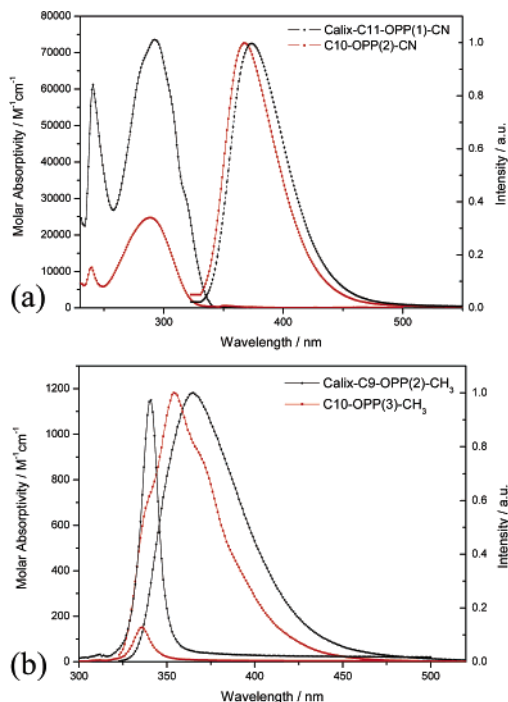 Calix-C11-OPP(1)-CN
C10-OPP(2)-CN
80000
70000
60000
50000
40000
30000
20000
10000
0
Molar Absorptivity / M⁻¹cm⁻¹
1.0
0.8
0.6
0.4
0.2
0.0
Intensity / a.u.
250 300 350 400 450 500
Wavelength / nm
(a)
Calix-C9-OPP(2)-CH₃
C10-OPP(3)-CH₃
1200
1000
800
600
400
200
0
Molar Absorptivity / M⁻¹cm⁻¹
1.0
0.8
0.6
0.4
0.2
0.0
Intensity / a.u.
300 350 400 450 500
Wavelength / nm
(b)